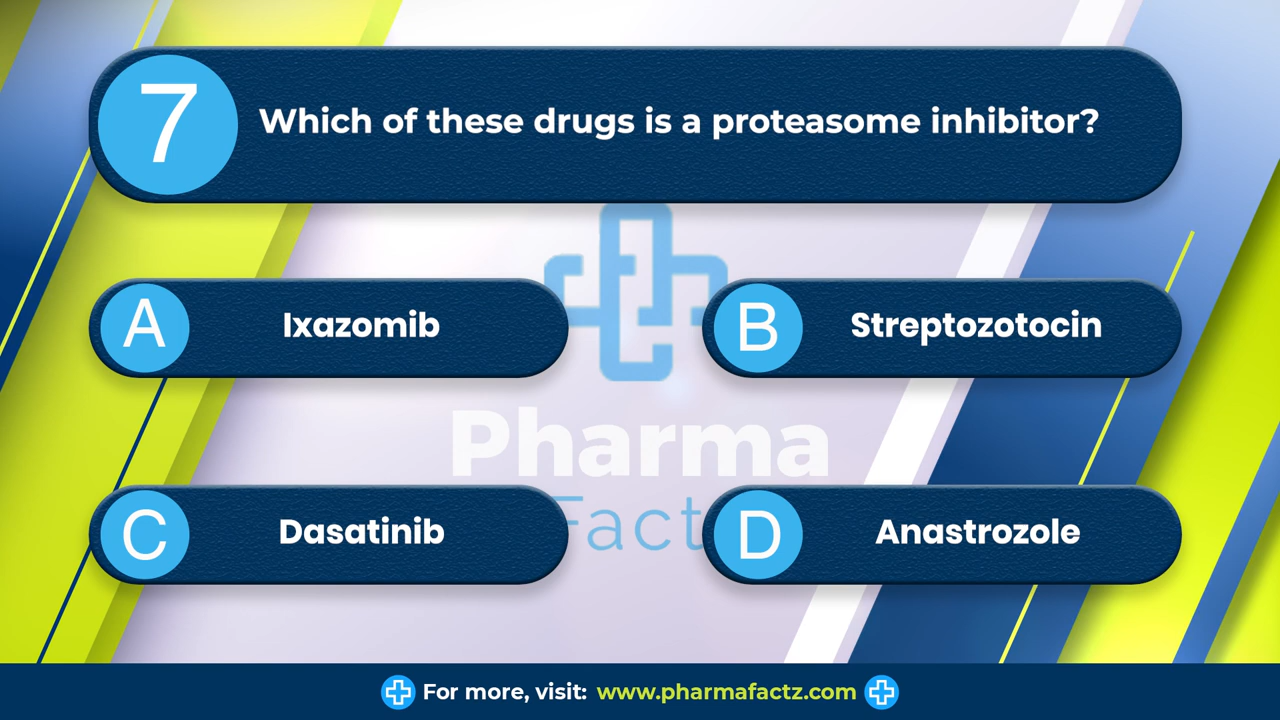 7
Which of these drugs is a proteasome inhibitor?
A
Ixazomib
B
Streptozotocin
Pharma
Fact
C
Dasatinib
D
Anastrozole
For more, visit: www.pharmafactz.com